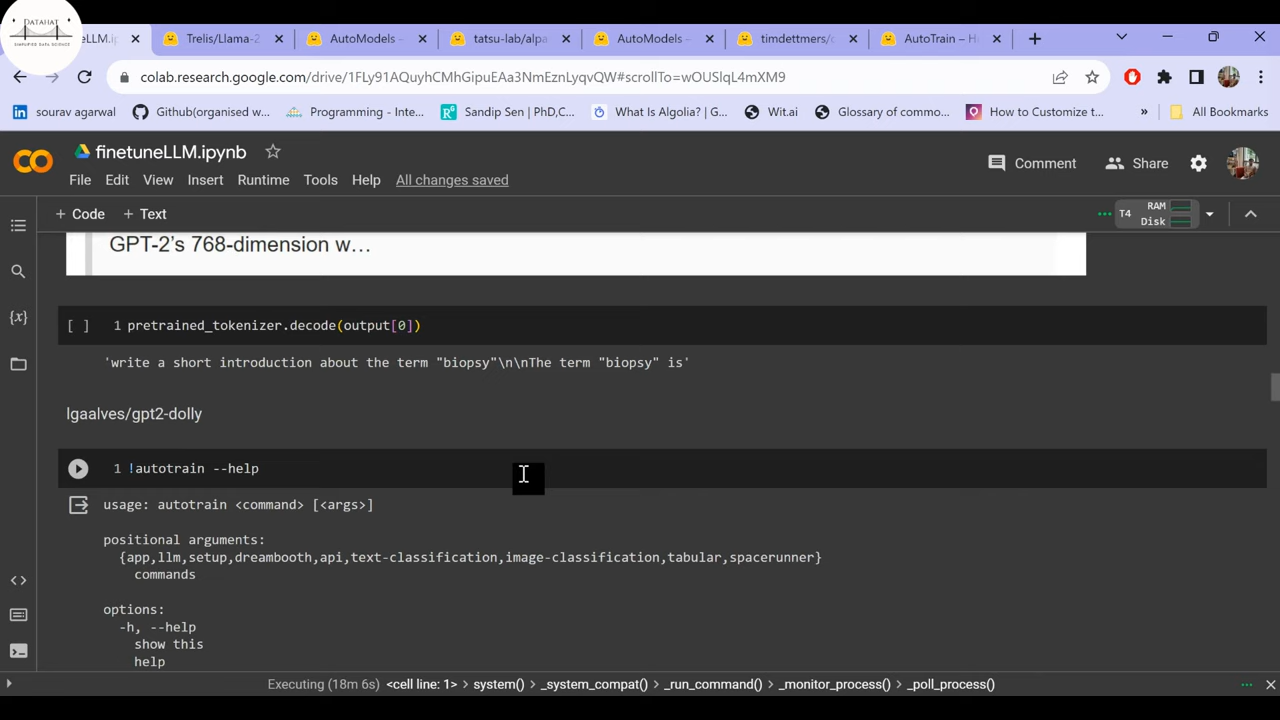 DATAHAT
SIMPLIFIED DATA SCIENCE
LLM.ip
Trelis/Llama-2
AutoModels –
tatsu-lab/alpa
AutoModels –
timdettmers/
AutoTrain – H
colab.research.google.com/drive/1FLy91AQuyhCMhGipuEAa3NmEznLyqvQW#scrollTo=wOUSlqL4mXM9
sourav agarwal
Github(organised w...
Programming - Inte...
Sandip Sen | PhD,C...
What Is Algolia? | G...
Wit.ai
Glossary of commo...
How to Customize t...
»
All Bookmarks
finetuneLLM.ipynb
Comment
Share
File Edit View Insert Runtime Tools Help All changes saved
+ Code + Text
T4 RAM
Disk
GPT-2’s 768-dimension w…
[ ] 1 pretrained_tokenizer.decode(output[0])
'write a short introduction about the term "biopsy"\n\nThe term "biopsy" is'
lgaalves/gpt2-dolly
1 !autotrain --help
usage: autotrain <command> [<args>]
positional arguments:
{app,llm,setup,dreambooth,api,text-classification,image-classification,tabular,spacerunner}
commands
options:
-h, --help
show this
help
Executing (18m 6s) <cell line: 1> > system() > _system_compat() > _run_command() > _monitor_process() > _poll_process()